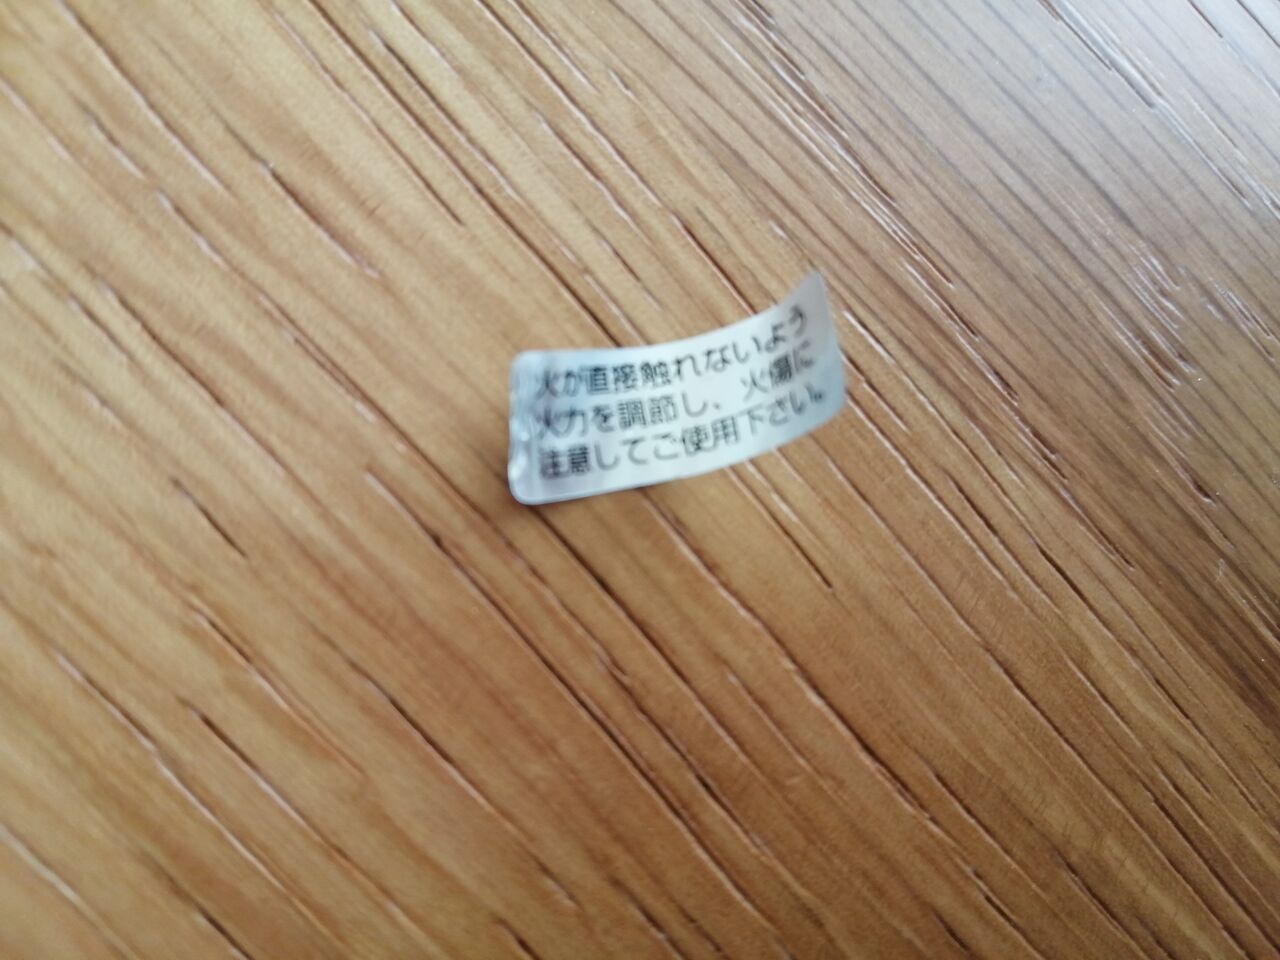 火が直接触れないよう
火力を調節し、火傷に
注意してご使用下さい。